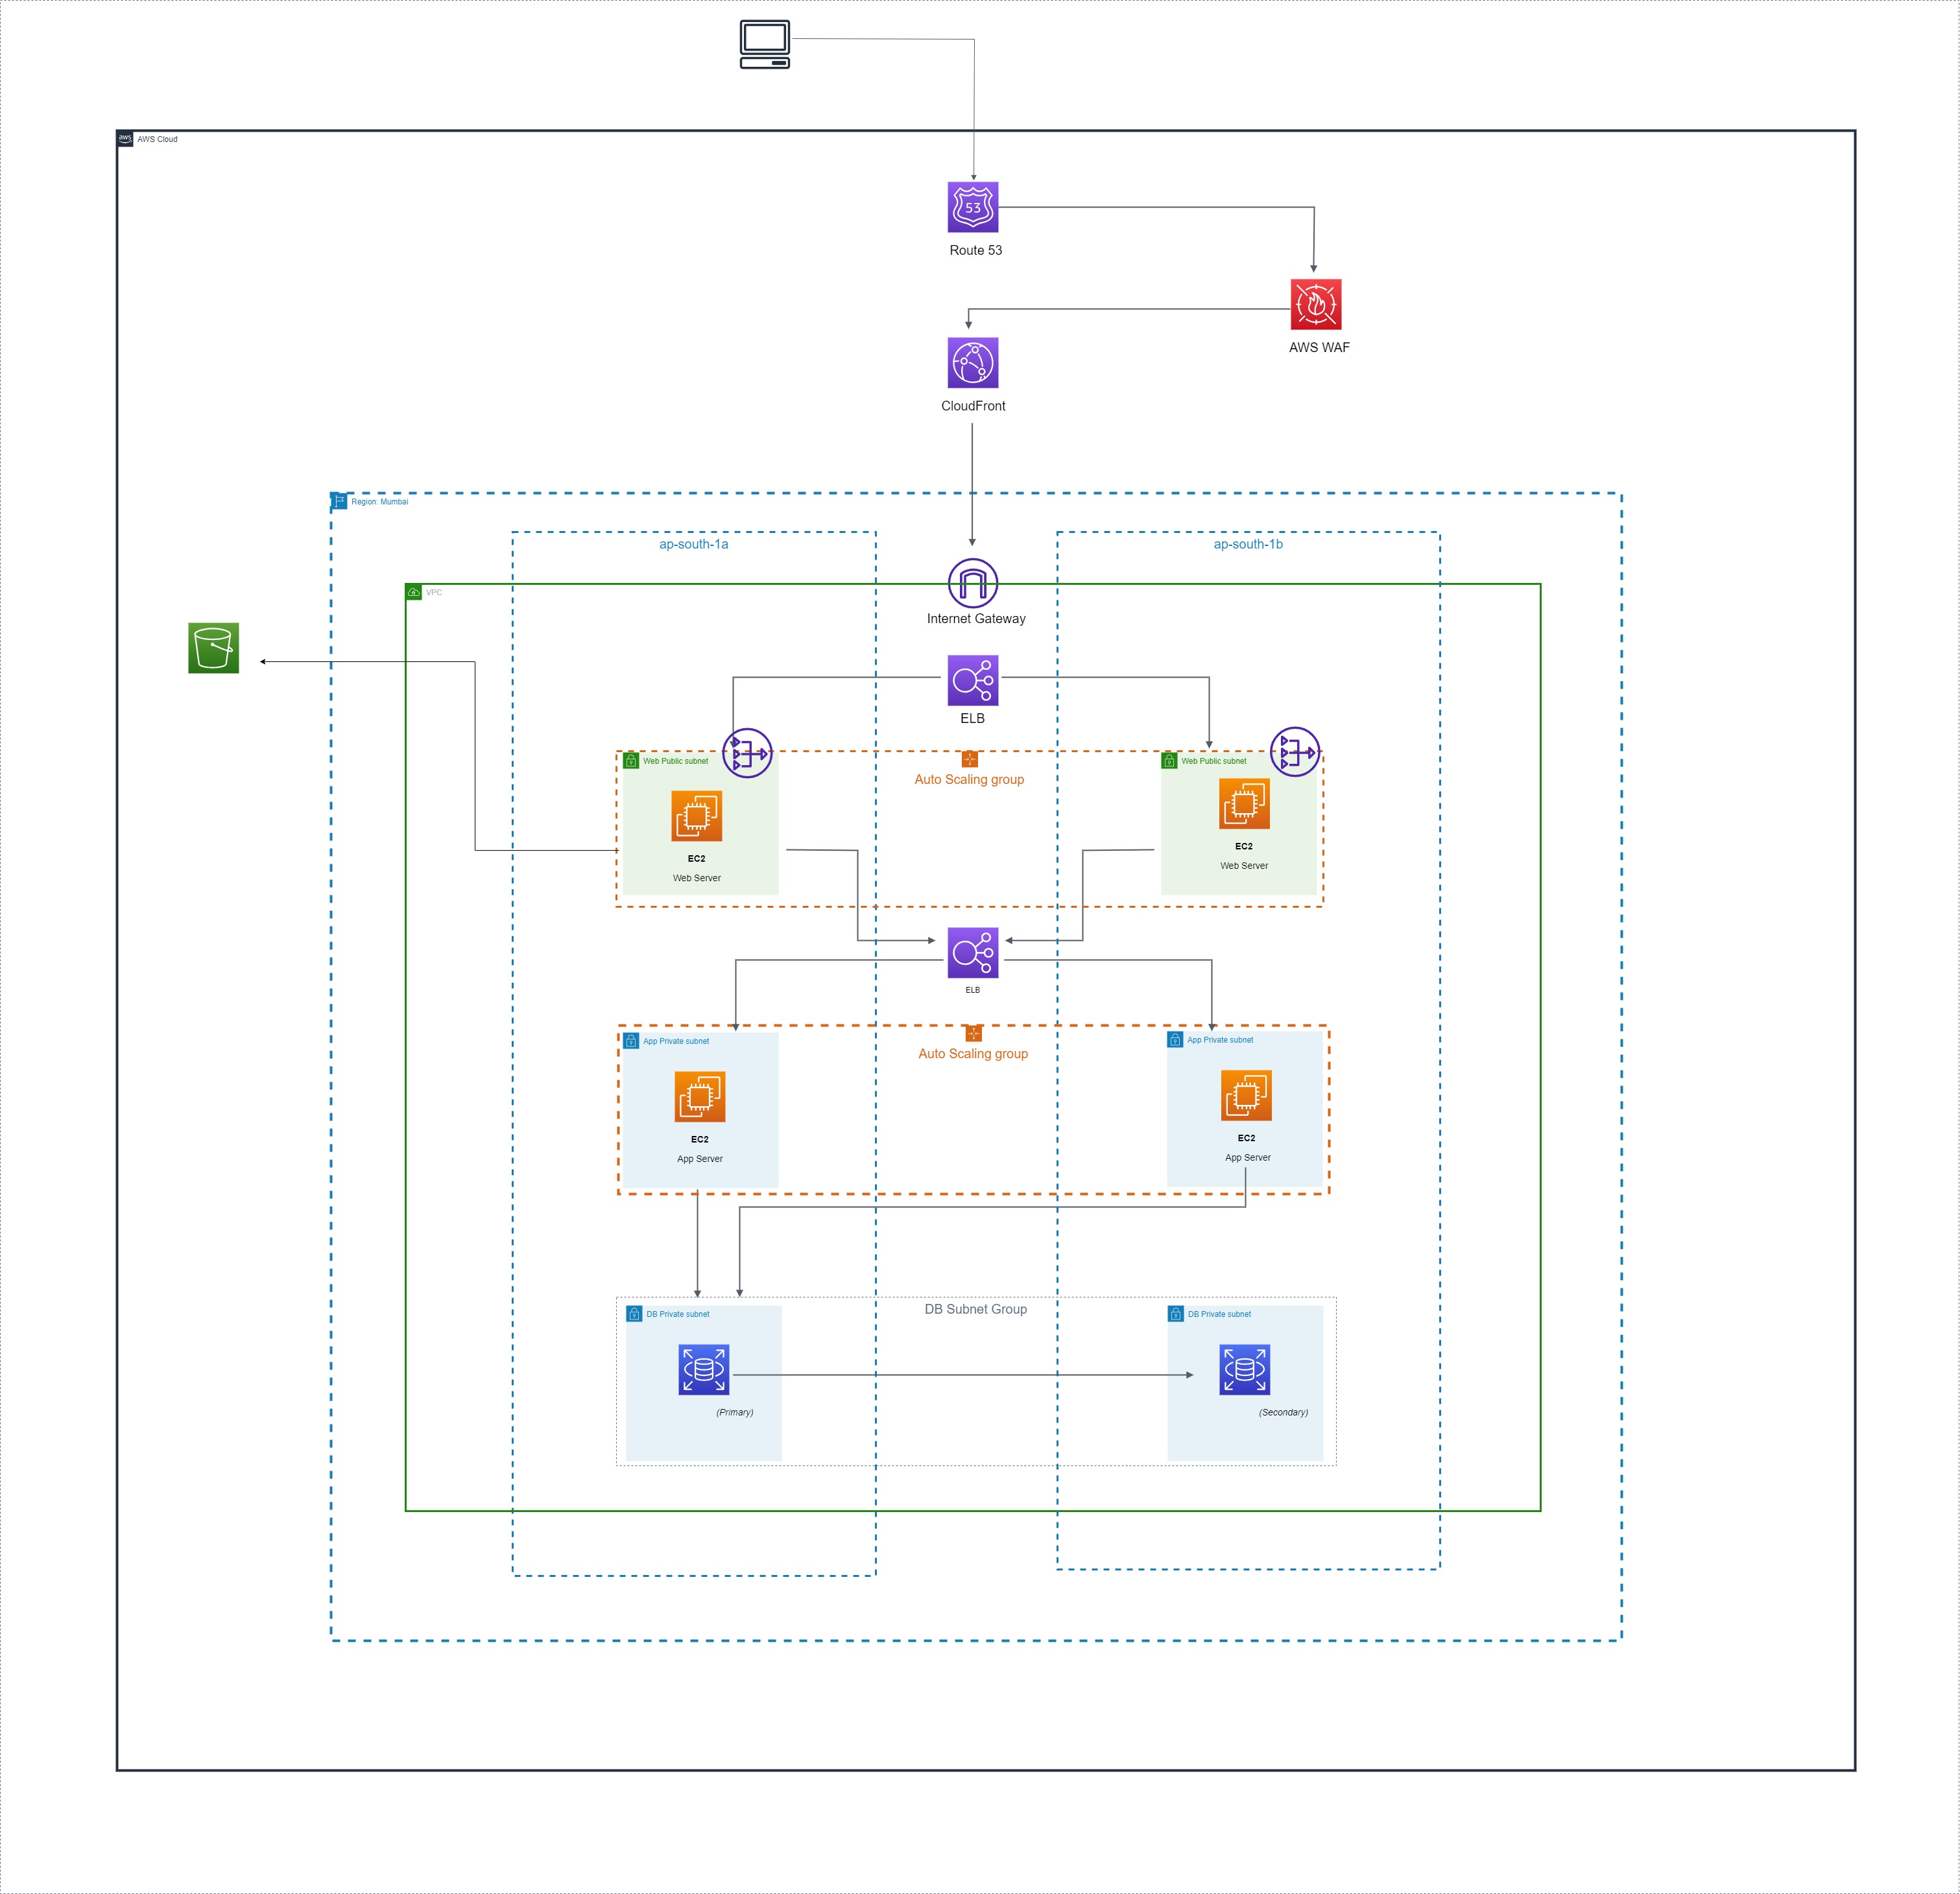 aws
AWS Cloud
53
Route 53
AWS WAF
CloudFront
Region: Mumbai
ap-south-1a
ap-south-1b
VPC
Internet Gateway
ELB
Web Public subnet
Auto Scaling group
Web Public subnet
EC2
Web Server
EC2
Web Server
ELB
App Private subnet
Auto Scaling group
App Private subnet
EC2
App Server
EC2
App Server
DB Private subnet
DB Subnet Group
DB Private subnet
(Primary)
(Secondary)